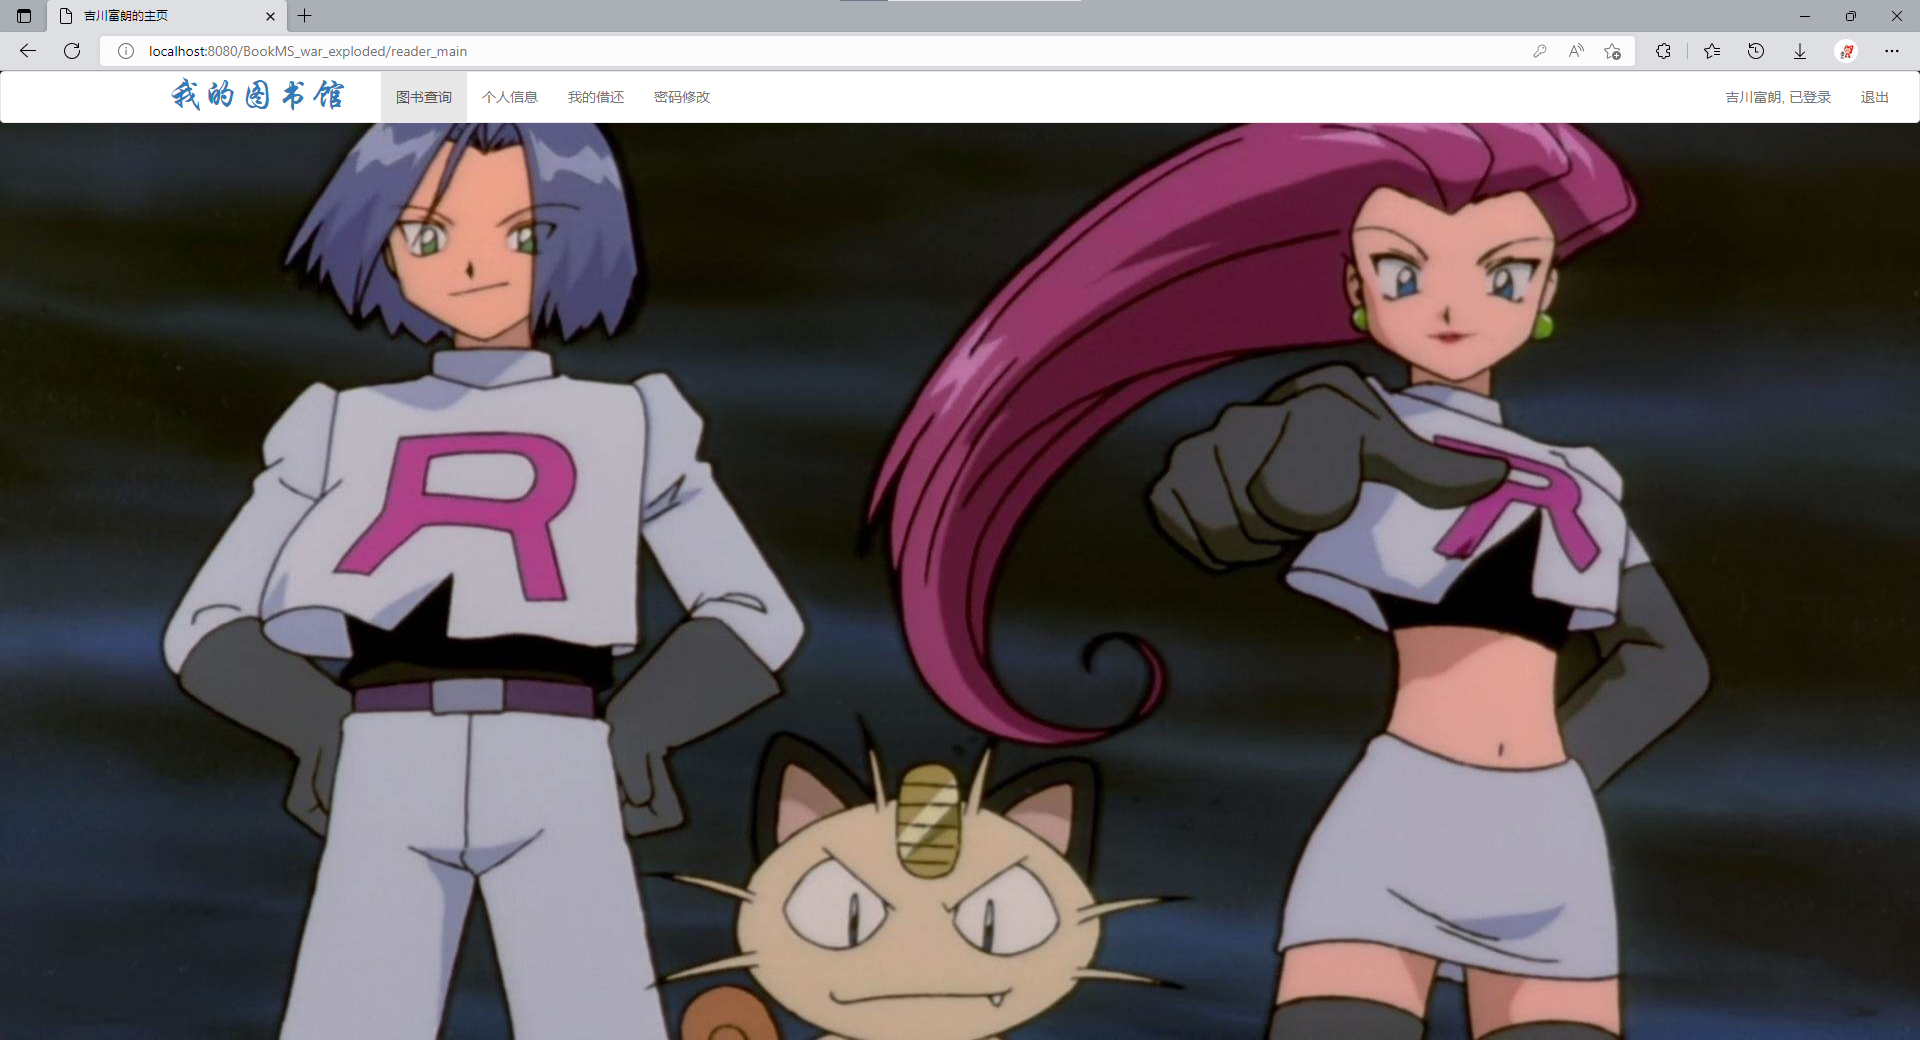 吉川富朗的主页
localhost:8080/BookMS_war_exploded/reader_main
我的图书馆 图书查询 个人信息 我的借还 密码修改 吉川富朗, 已登录 退出
R R